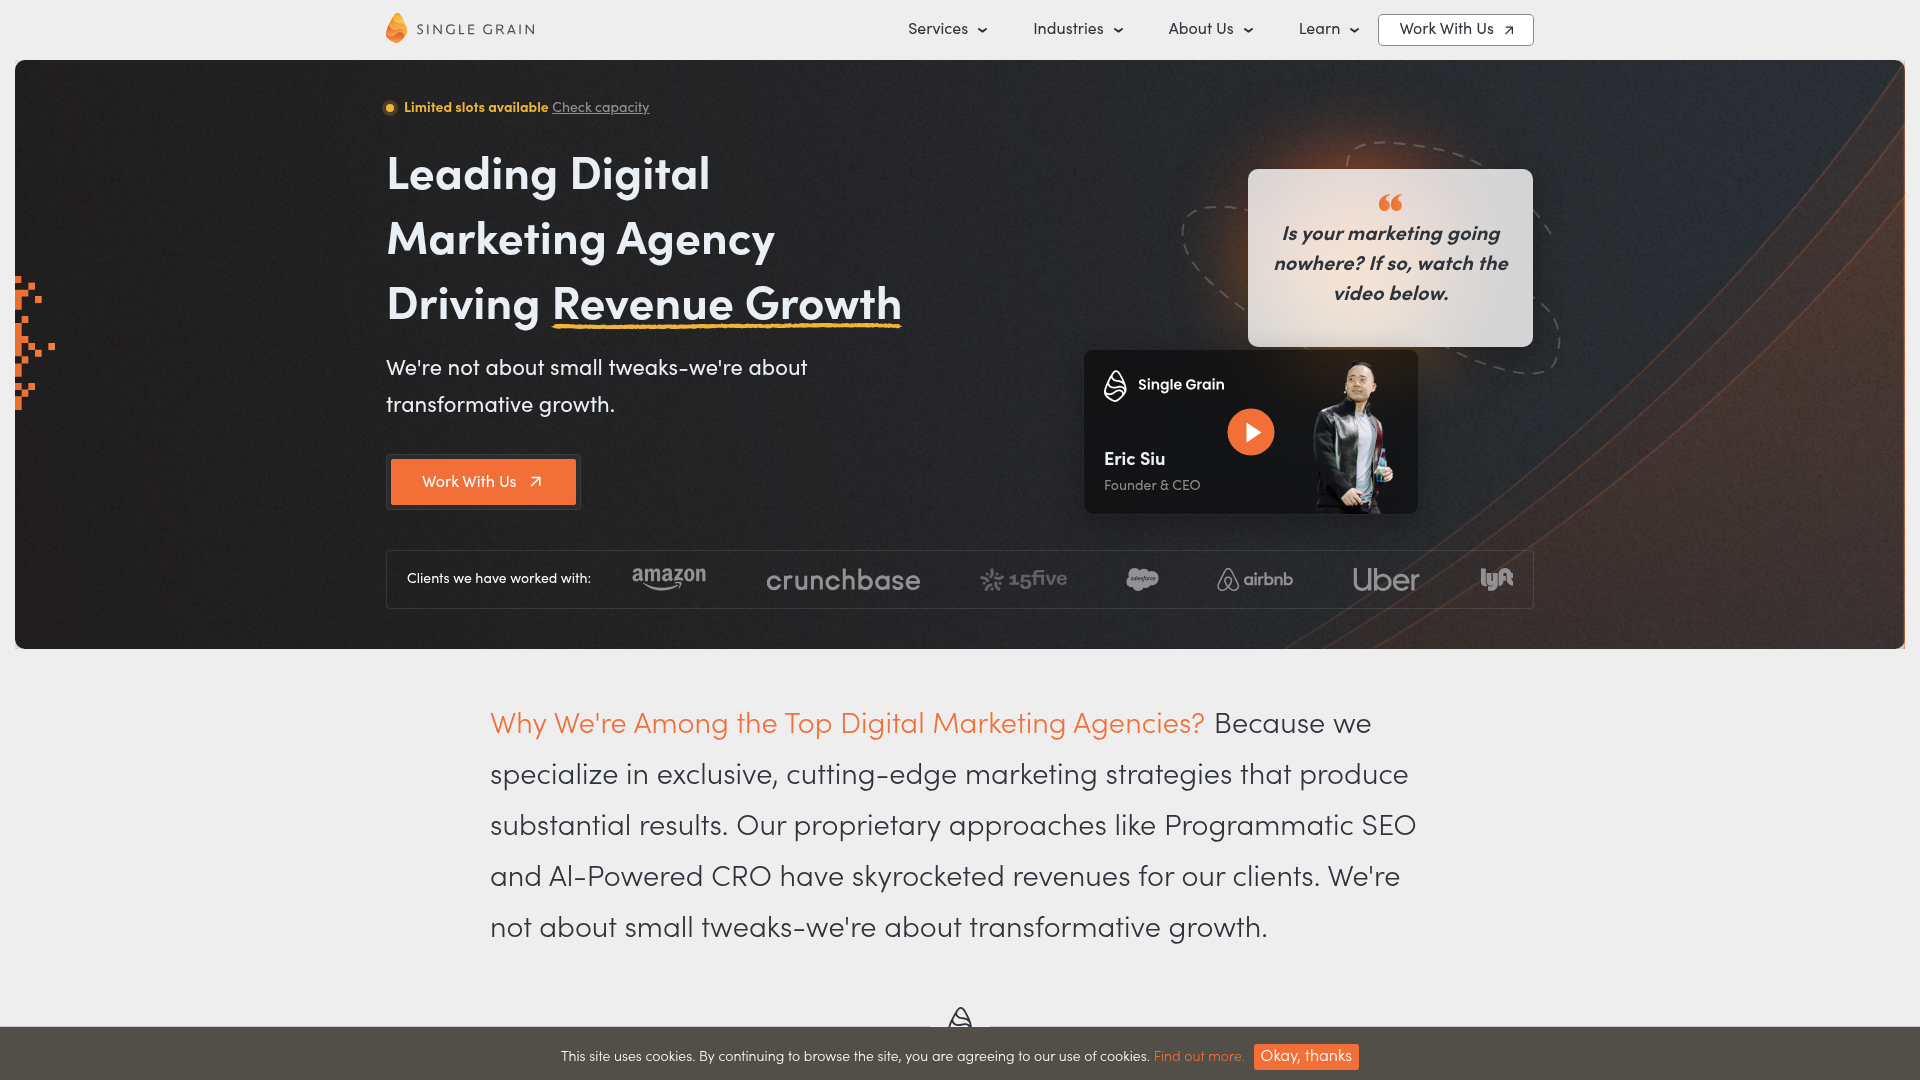 SINGLE GRAIN
Services
Industries
About Us
Learn
Work With Us
Limited slots available Check capacity
Leading Digital
Marketing Agency
Driving Revenue Growth
We're not about small tweaks-we're about
transformative growth.
Work With Us
“
Is your marketing going
nowhere? If so, watch the
video below.
Single Grain
Eric Siu
Founder & CEO
Clients we have worked with:
amazon
crunchbase
15five
salesforce
airbnb
Uber
lyft
Why We're Among the Top Digital Marketing Agencies? Because we
specialize in exclusive, cutting-edge marketing strategies that produce
substantial results. Our proprietary approaches like Programmatic SEO
and Al-Powered CRO have skyrocketed revenues for our clients. We're
not about small tweaks-we're about transformative growth.
This site uses cookies. By continuing to browse the site, you are agreeing to our use of cookies. Find out more.
Okay, thanks